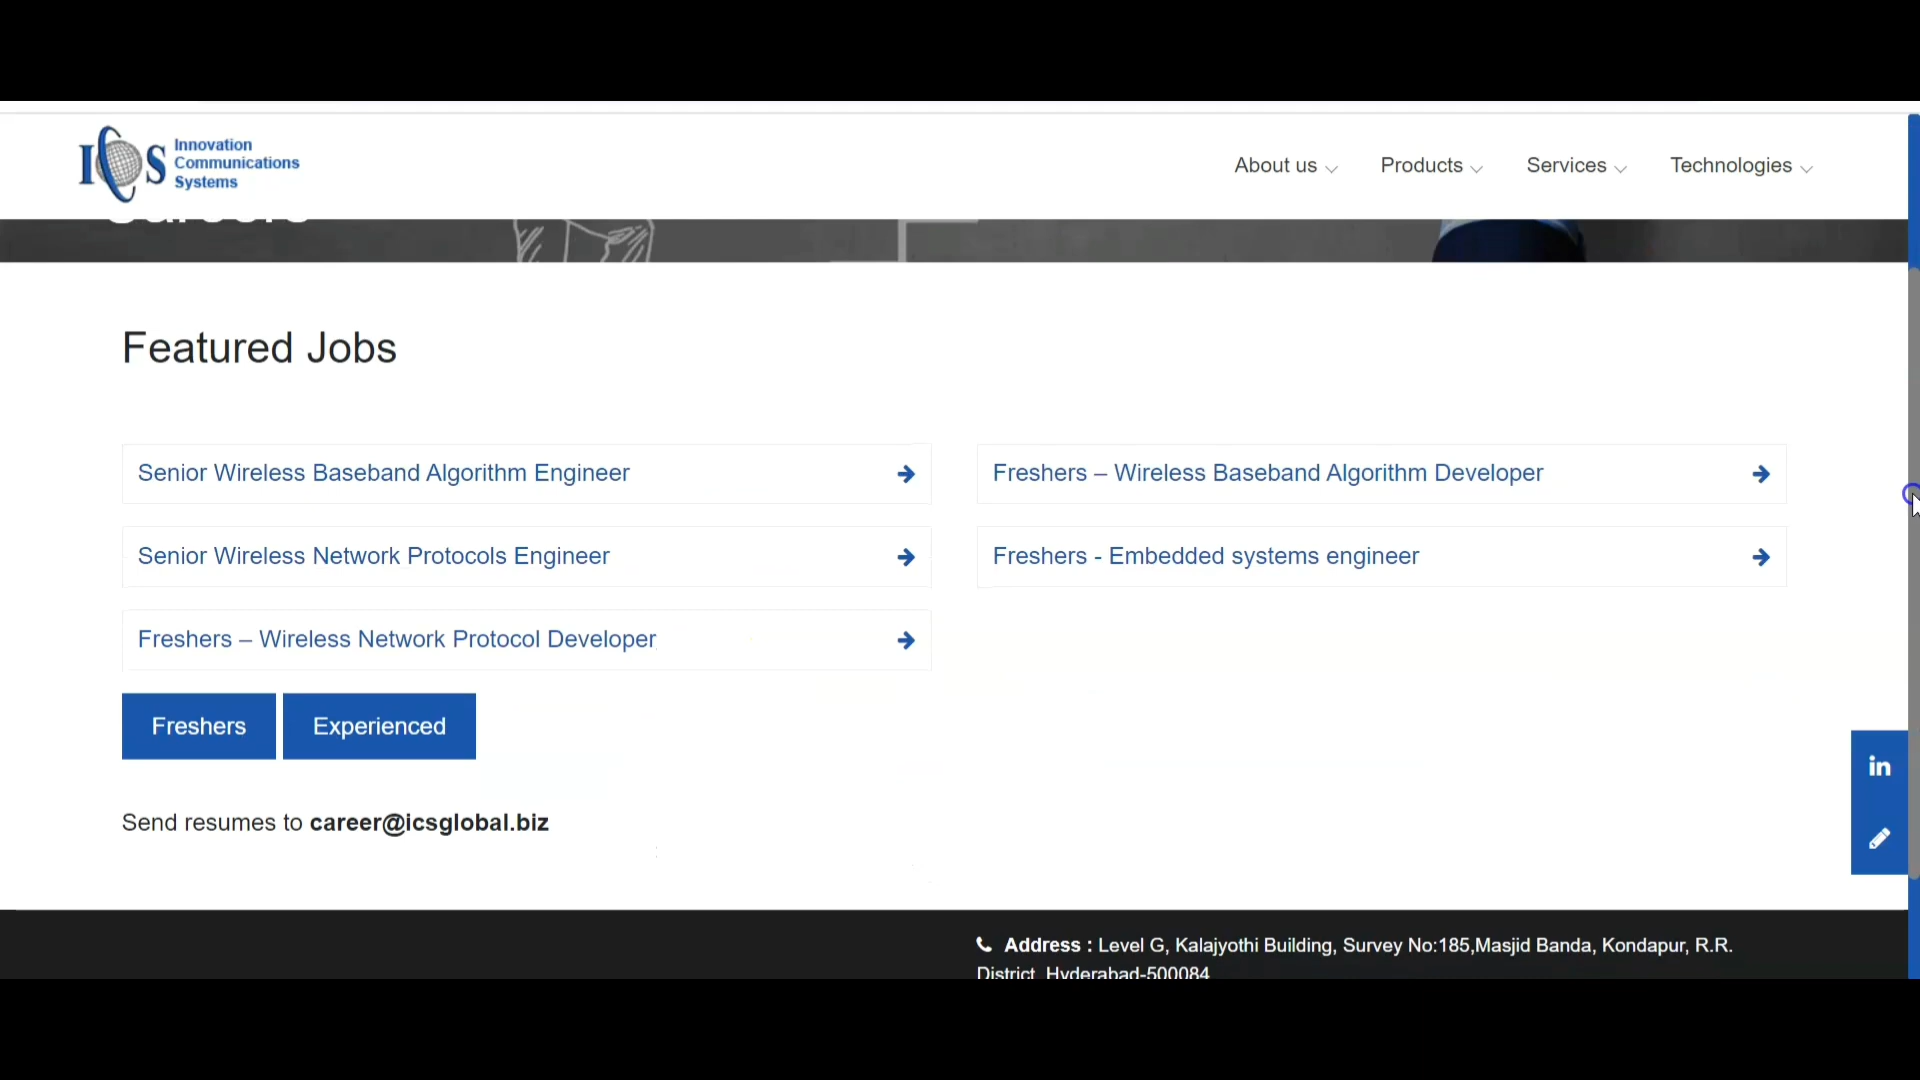 ICS Innovation
Communications
Systems
About us
Products
Services
Technologies
Careers
Featured Jobs
Senior Wireless Baseband Algorithm Engineer
Freshers – Wireless Baseband Algorithm Developer
Senior Wireless Network Protocols Engineer
Freshers - Embedded systems engineer
Freshers – Wireless Network Protocol Developer
Freshers
Experienced
Send resumes to career@icsglobal.biz
in
Address : Level G, Kalajyothi Building, Survey No:185,Masjid Banda, Kondapur, R.R.
District, Hyderabad-500084